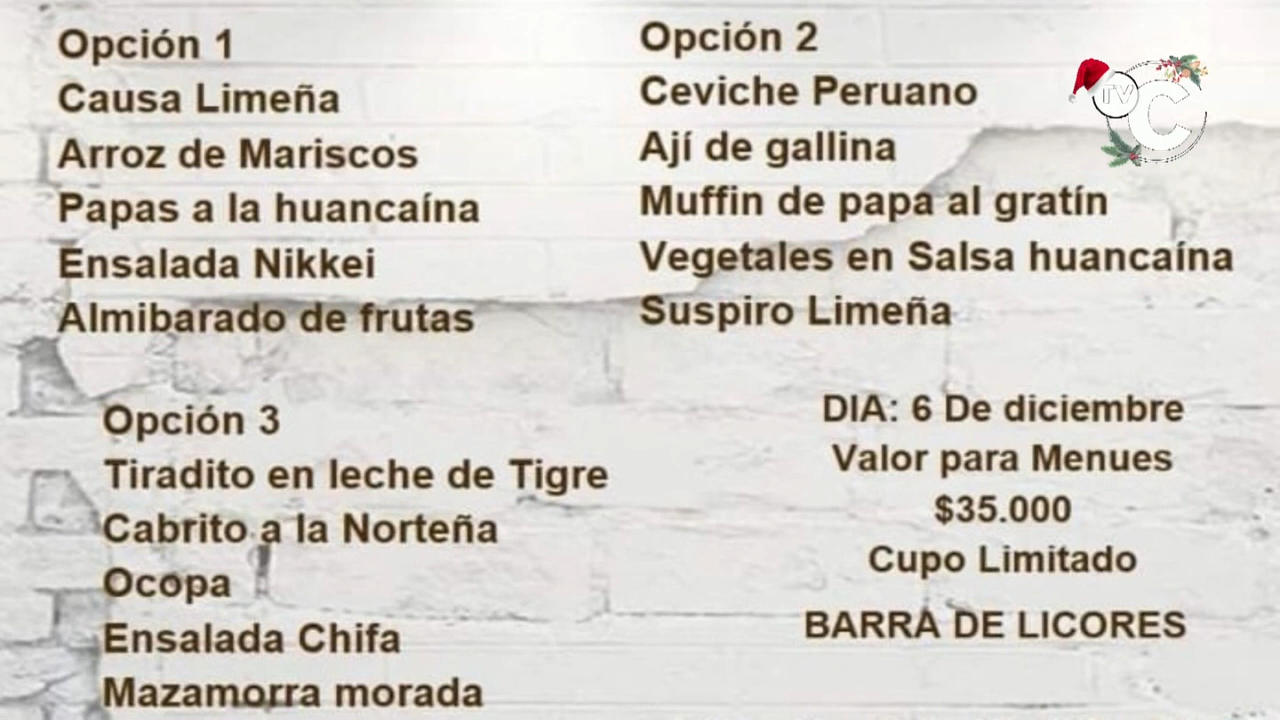 Opción 1
Causa Limeña
Arroz de Mariscos
Papas a la huancaína
Ensalada Nikkei
Almibarado de frutas
Opción 2
Ceviche Peruano
Ají de gallina
Muffin de papa al gratín
Vegetales en Salsa huancaína
Suspiro Limeña
Opción 3
Tiradito en leche de Tigre
Cabrito a la Norteña
Ocopa
Ensalada Chifa
Mazamorra morada
DIA: 6 De diciembre
Valor para Menues
$35.000
Cupo Limitado
BARRA DE LICORES
TV
C